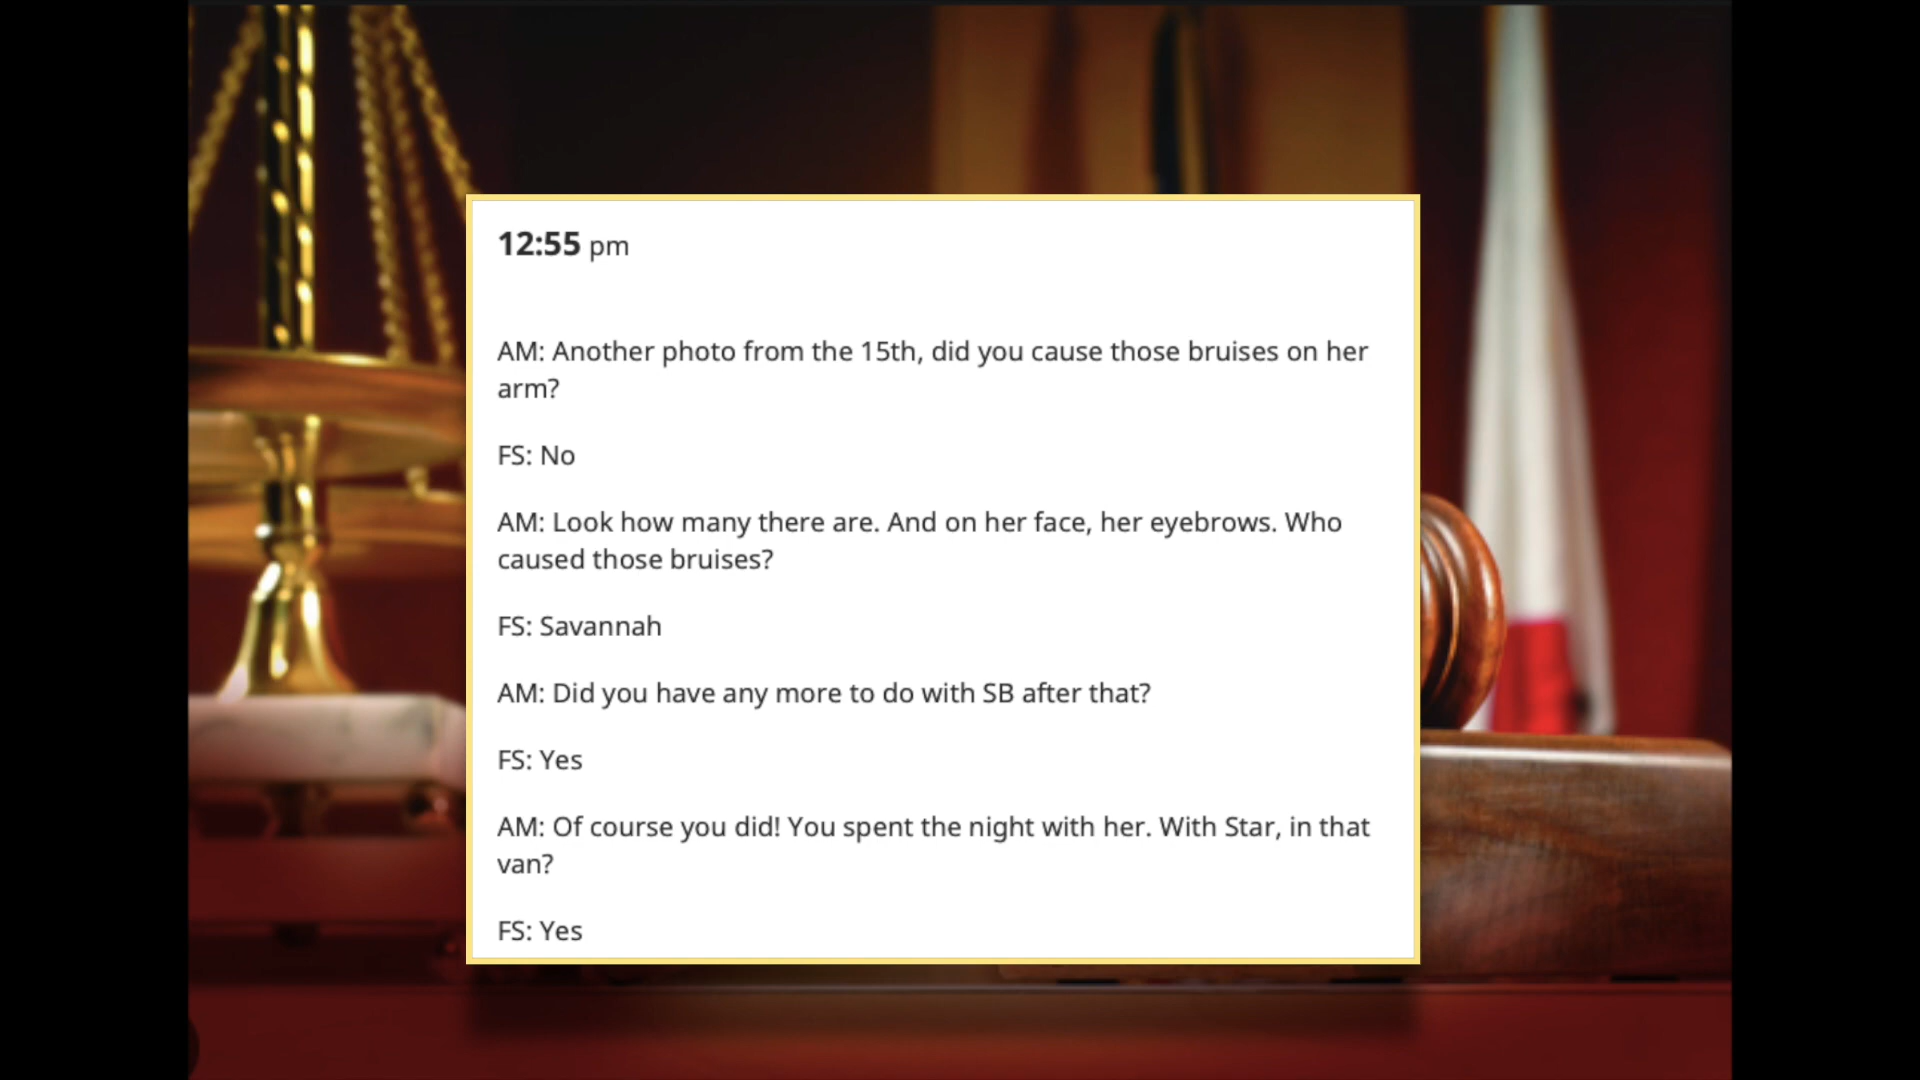 12:55 pm
AM: Another photo from the 15th, did you cause those bruises on her
arm?
FS: No
AM: Look how many there are. And on her face, her eyebrows. Who
caused those bruises?
FS: Savannah
AM: Did you have any more to do with SB after that?
FS: Yes
AM: Of course you did! You spent the night with her. With Star, in that
van?
FS: Yes